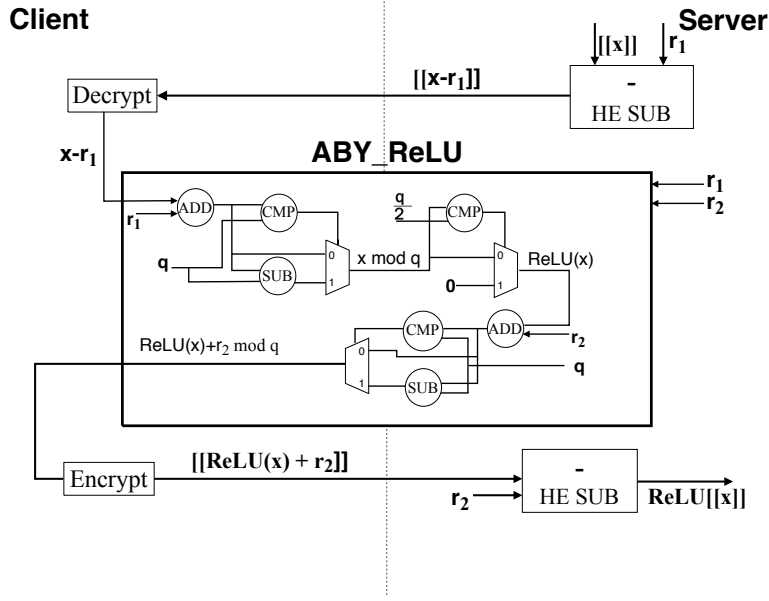 Client
Server
[[x]]
r1
[[x-r1]]
-
HE SUB
Decrypt
x-r1
ABY_ReLU
r1
r2
ADD
r1
CMP
q
SUB
0
1
x mod q
q
2
CMP
0
1
0
ReLU(x)
ADD
r2
CMP
q
SUB
0
1
ReLU(x)+r2 mod q
Encrypt
[[ReLU(x) + r2]]
r2
-
HE SUB
ReLU[[x]]